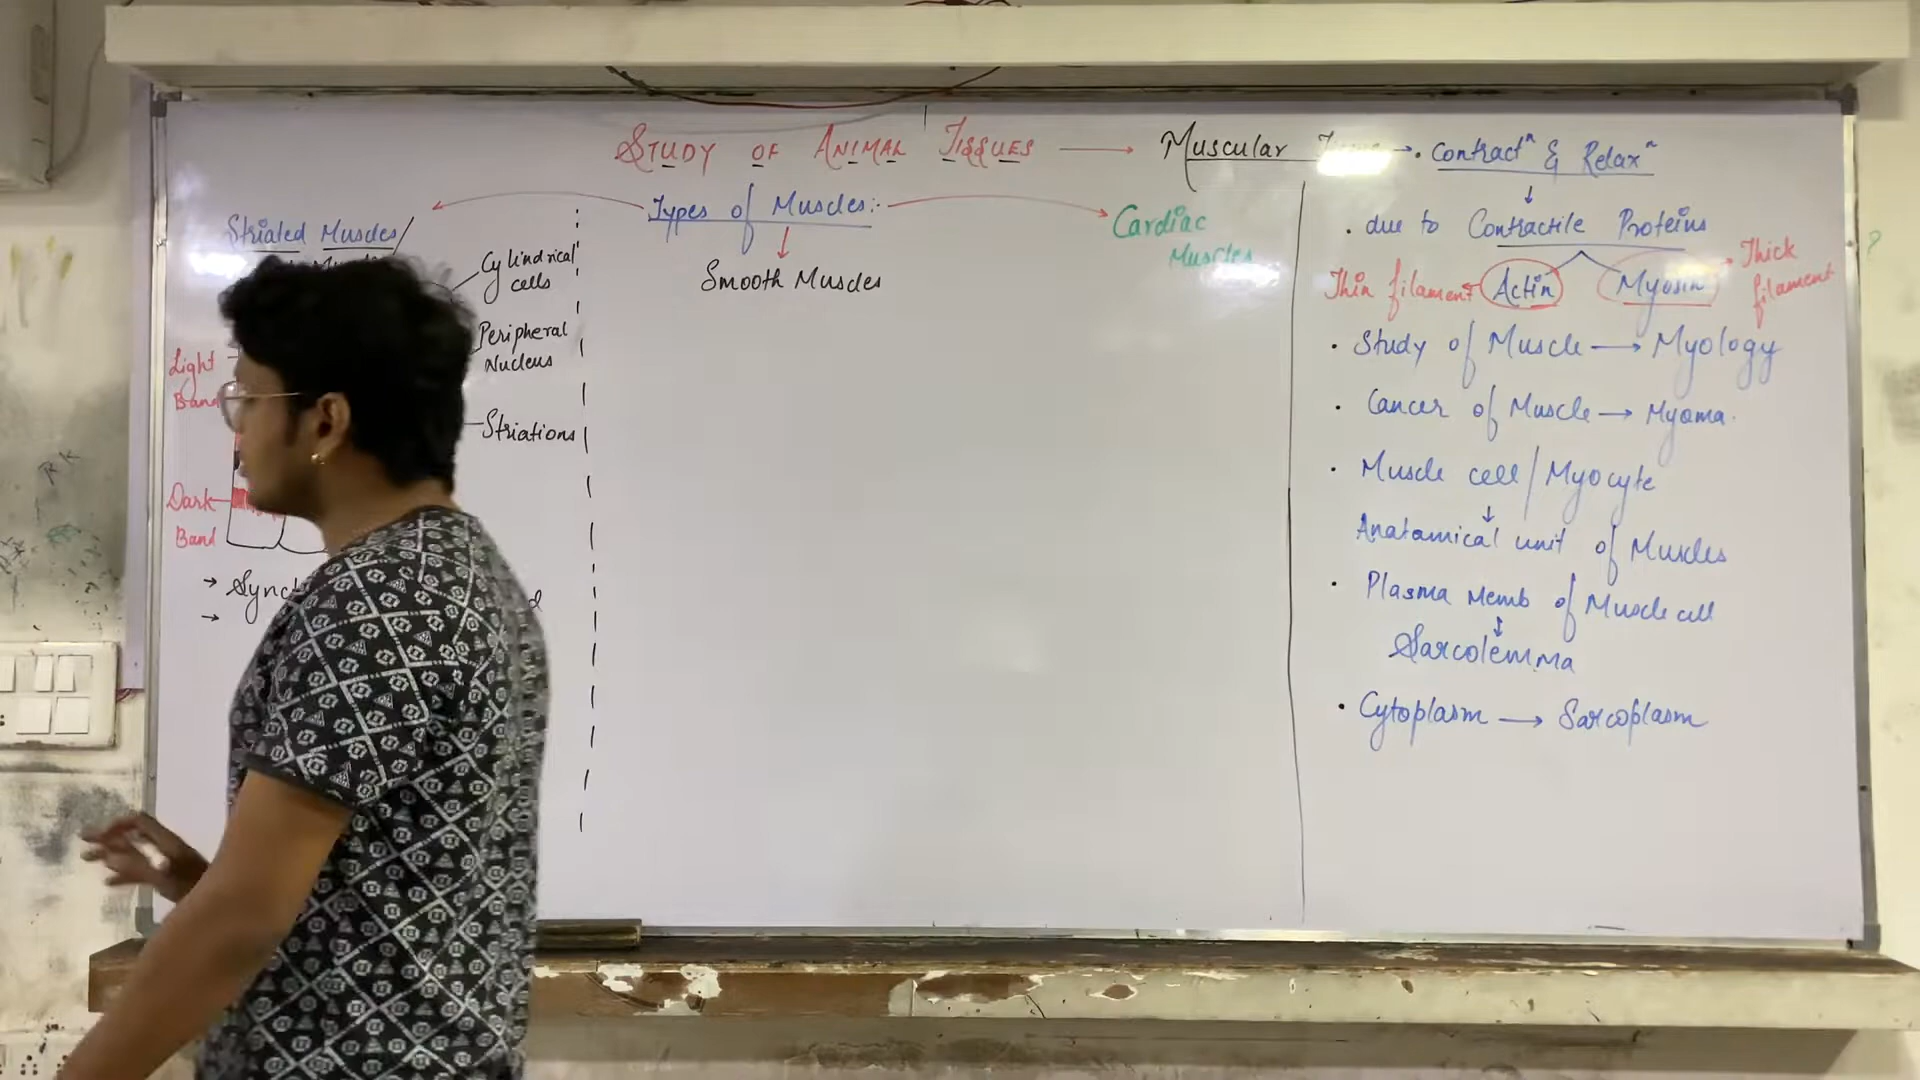 STUDY OF ANIMAL TISSUES → Muscular → . Contractⁿ & Relaxⁿ
Types of Muscles:-
Striated Muscles
Cylindrical
cells
Peripheral
Nucleus
Light
Band
Striations
Dark
Band
→
→
Smooth Muscles
Cardiac
Muscles
↓
. due to Contractile Proteins
Thin filament Actin Myosin → Thick
filament
. Study of Muscle → Myology
. Cancer of Muscle → Myoma.
. Muscle cell / Myocyte
↓
Anatamical unit of Muscles
. Plasma Memb of Muscle cell
↓
Sarcolemma
. Cytoplasm → Sarcoplasm